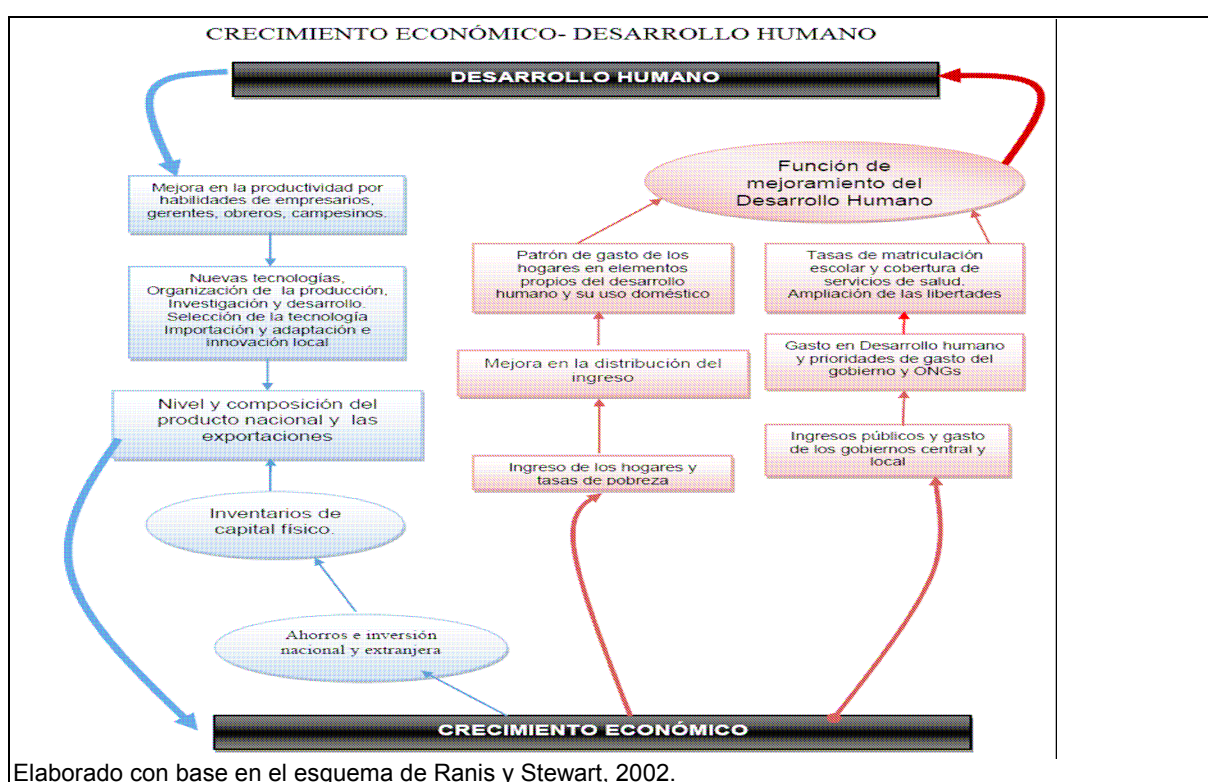 CRECIMIENTO ECONÓMICO- DESARROLLO HUMANO
DESARROLLO HUMANO
Mejora en la productividad por
habilidades de empresarios,
gerentes, obreros, campesinos.
Nuevas tecnologías,
Organización de la producción,
Investigación y desarrollo.
Selección de la tecnología
Importación y adaptación e
innovación local
Nivel y composición del
producto nacional y las
exportaciones
Inventarios de
capital físico.
Ahorros e inversión
nacional y extranjera
Función de
mejoramiento del
Desarrollo Humano
Patrón de gasto de los
hogares en elementos
propios del desarrollo
humano y su uso doméstico
Mejora en la distribución del
ingreso
Ingreso de los hogares y
tasas de pobreza
Tasas de matriculación
escolar y cobertura de
servicios de salud.
Ampliación de las libertades
Gasto en Desarrollo humano
y prioridades de gasto del
gobierno y ONGs
Ingresos públicos y gasto
de los gobiernos central y
local
CRECIMIENTO ECONÓMICO
Elaborado con base en el esquema de Ranis y Stewart, 2002.